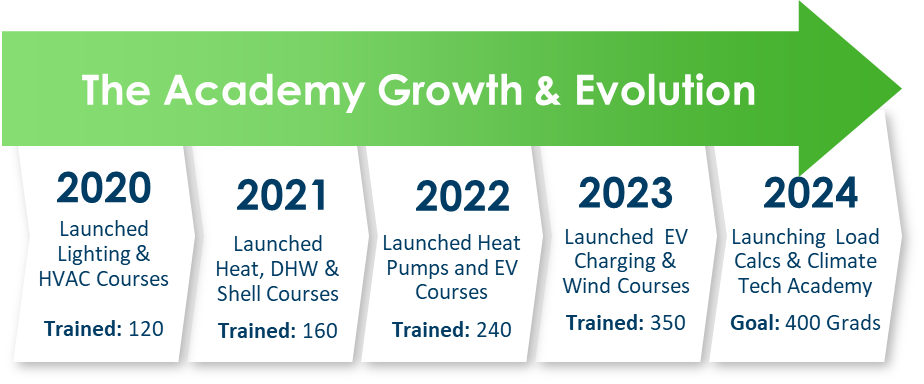 The Academy Growth & Evolution
2020
Launched
Lighting &
HVAC Courses
Trained: 120
2021
Launched
Heat, DHW &
Shell Courses
Trained: 160
2022
Launched Heat
Pumps and EV
Courses
Trained: 240
2023
Launched EV
Charging &
Wind Courses
Trained: 350
2024
Launching Load
Calcs & Climate
Tech Academy
Goal: 400 Grads